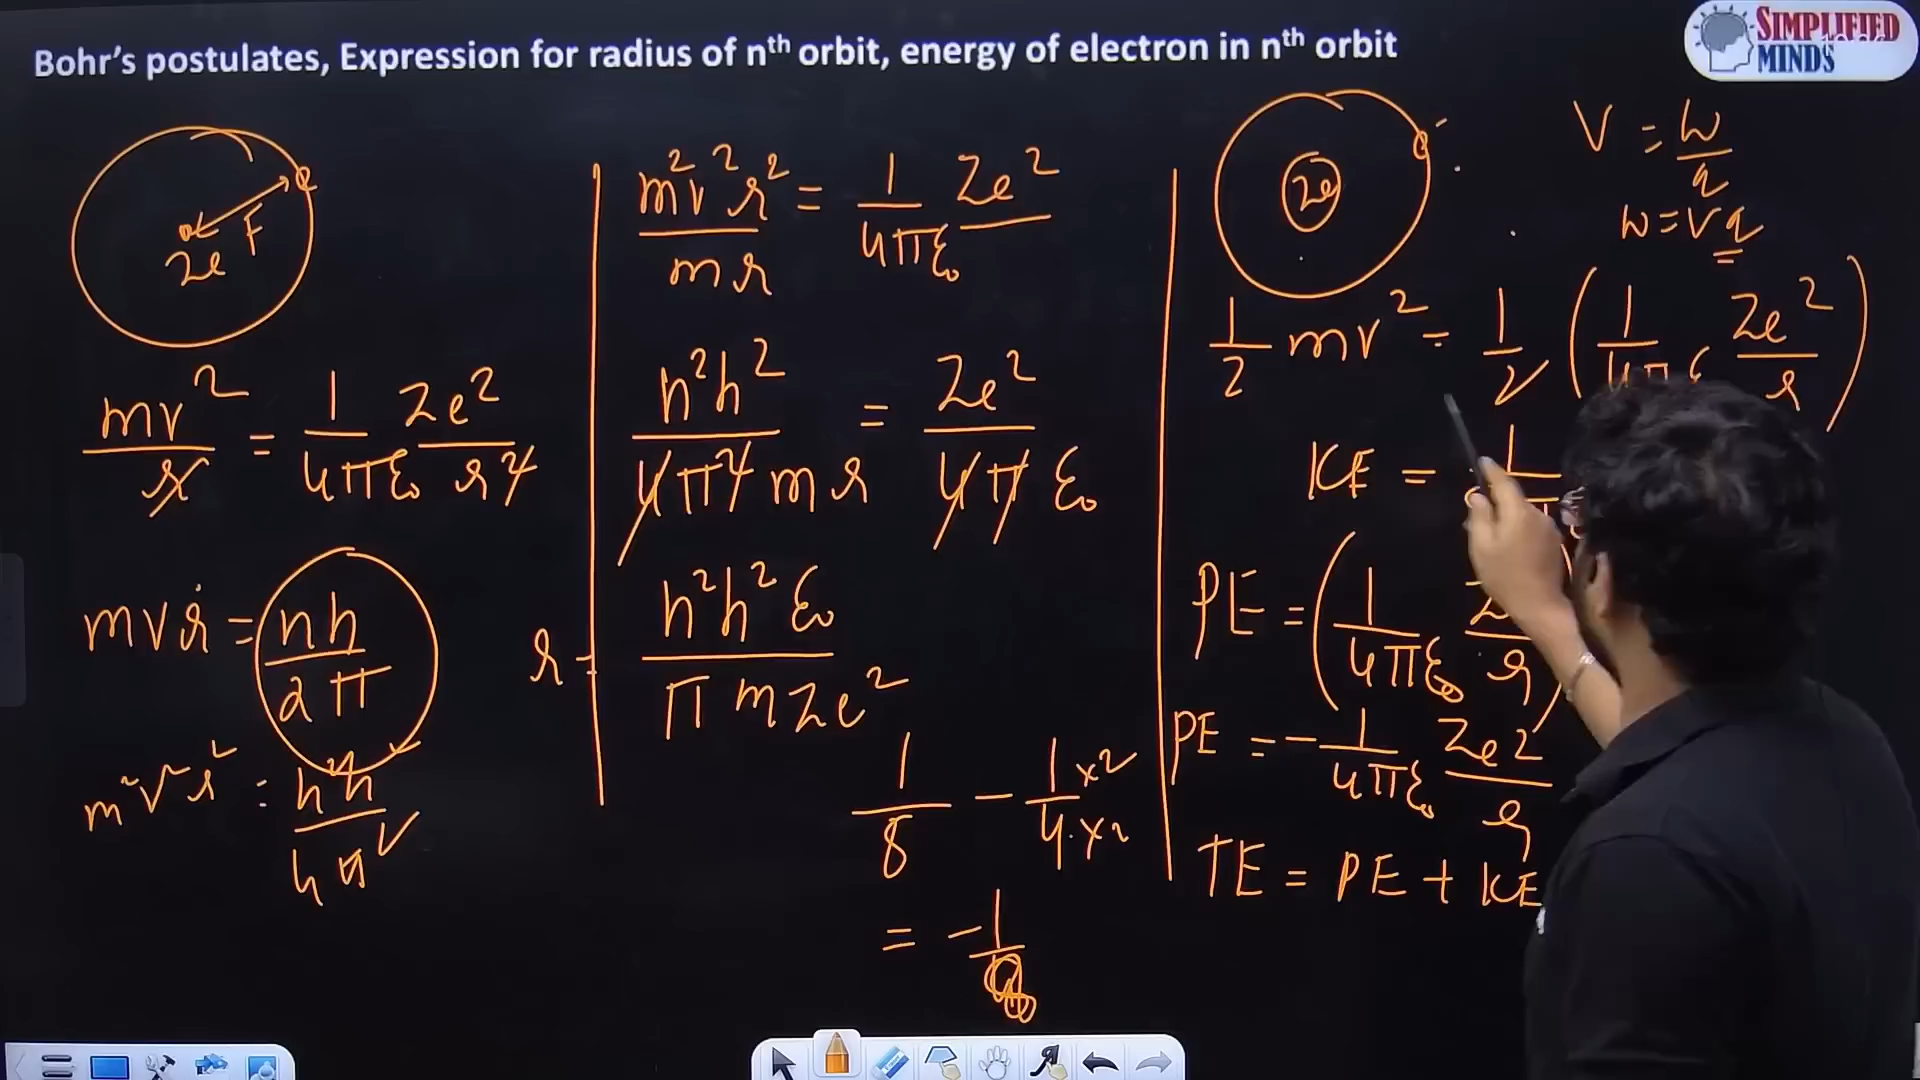 Bohr's postulates, Expression for radius of nth orbit, energy of electron in nth orbit
SIMPLIFIED
MINDS
Ze
F
mv²/r = 1/4πε₀ Ze²/r²
mvr = nh/2π
m²v²r² = n²h²/4π²
m²v²r²/mr = 1/4πε₀ Ze²
n²h²/4π²mr = Ze²/4πε₀
r = n²h²ε₀/πmZe²
1/8 - 1×2/4×2
= -1/8
Ze
V = W/q
W = Vq
1/2 mv² = 1/2 (1/4πε Ze²/r)
KE = 1
PE = (1/4πε₀ /r)
PE = -1/4πε₀ Ze²/r
TE = PE + KE